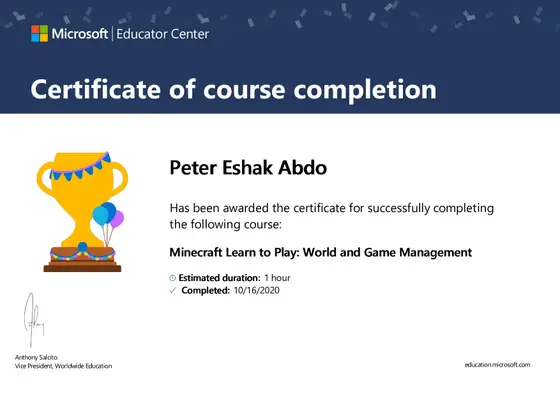 Microsoft | Educator Center
Certificate of course completion
Peter Eshak Abdo
Has been awarded the certificate for successfully completing
the following course:
Minecraft Learn to Play: World and Game Management
Estimated duration: 1 hour
Completed: 10/16/2020
Anthony Salcito
Vice President, Worldwide Education
education.microsoft.com